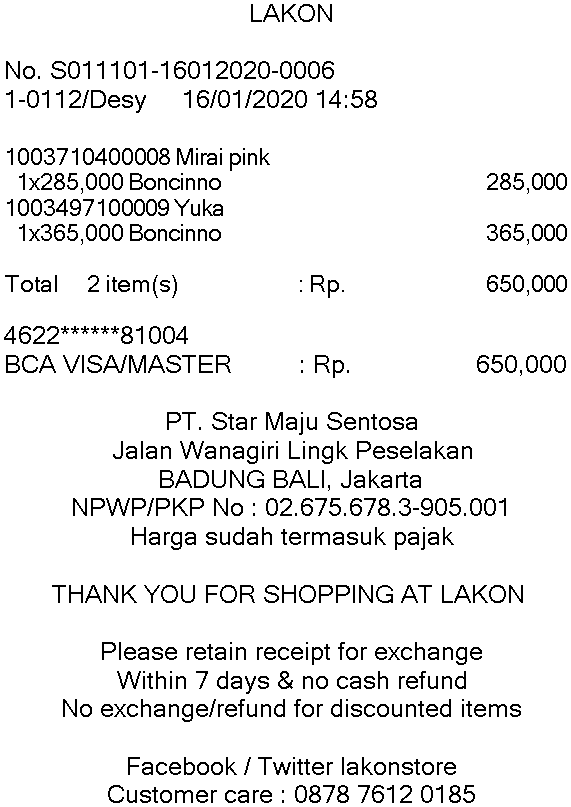 LAKON
No. S011101-16012020-0006
1-0112/Desy 16/01/2020 14:58
1003710400008 Mirai pink
1x285,000 Boncinno 285,000
1003497100009 Yuka
1x365,000 Boncinno 365,000
Total 2 item(s) : Rp. 650,000
4622******81004
BCA VISA/MASTER : Rp. 650,000
PT. Star Maju Sentosa
Jalan Wanagiri Lingk Peselakan
BADUNG BALI, Jakarta
NPWP/PKP No : 02.675.678.3-905.001
Harga sudah termasuk pajak
THANK YOU FOR SHOPPING AT LAKON
Please retain receipt for exchange
Within 7 days & no cash refund
No exchange/refund for discounted items
Facebook / Twitter lakonstore
Customer care : 0878 7612 0185